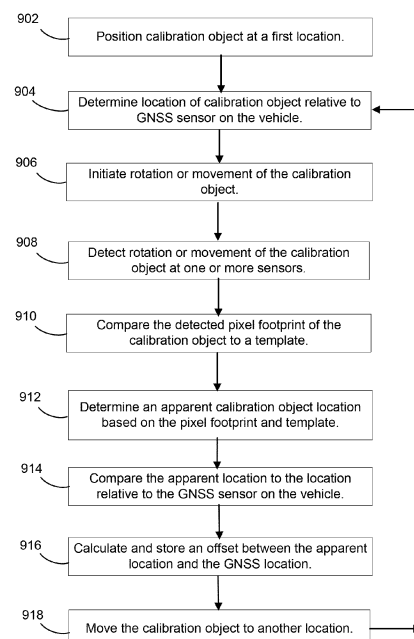 902
Position calibration object at a first location.
904
Determine location of calibration object relative to
GNSS sensor on the vehicle.
906
Initiate rotation or movement of the calibration
object.
908
Detect rotation or movement of the calibration
object at one or more sensors.
910
Compare the detected pixel footprint of the
calibration object to a template.
912
Determine an apparent calibration object location
based on the pixel footprint and template.
914
Compare the apparent location to the location
relative to the GNSS sensor on the vehicle.
916
Calculate and store an offset between the apparent
location and the GNSS location.
918
Move the calibration object to another location.